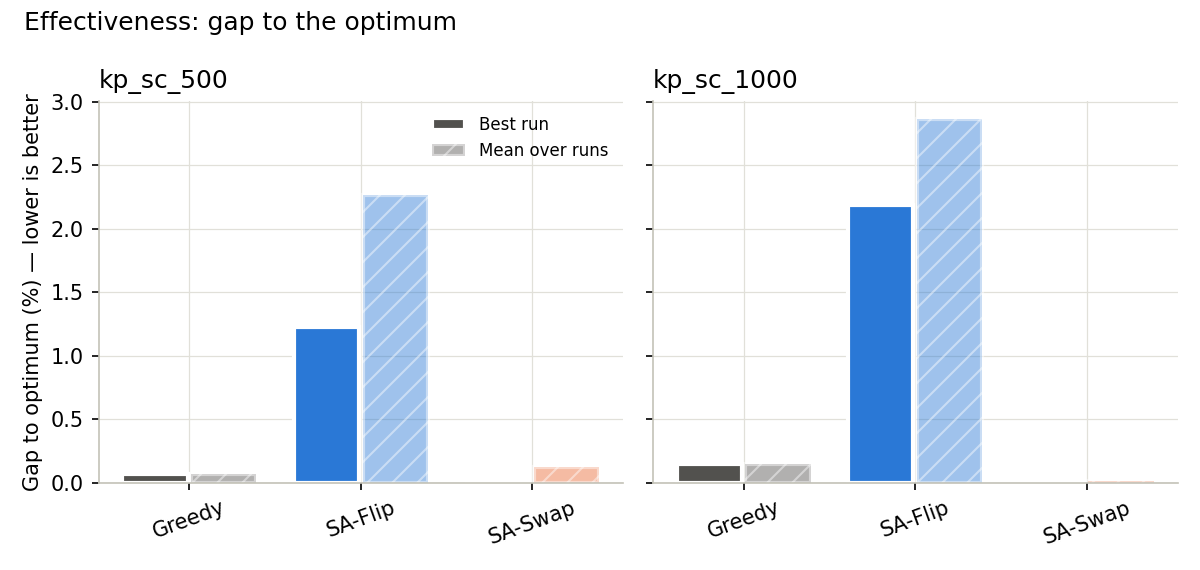 Effectiveness: gap to the optimum
kp_sc_500
kp_sc_1000
Gap to optimum (%) — lower is better
3.0
2.5
2.0
1.5
1.0
0.5
0.0
Best run
Mean over runs
Greedy
SA-Flip
SA-Swap
Greedy
SA-Flip
SA-Swap